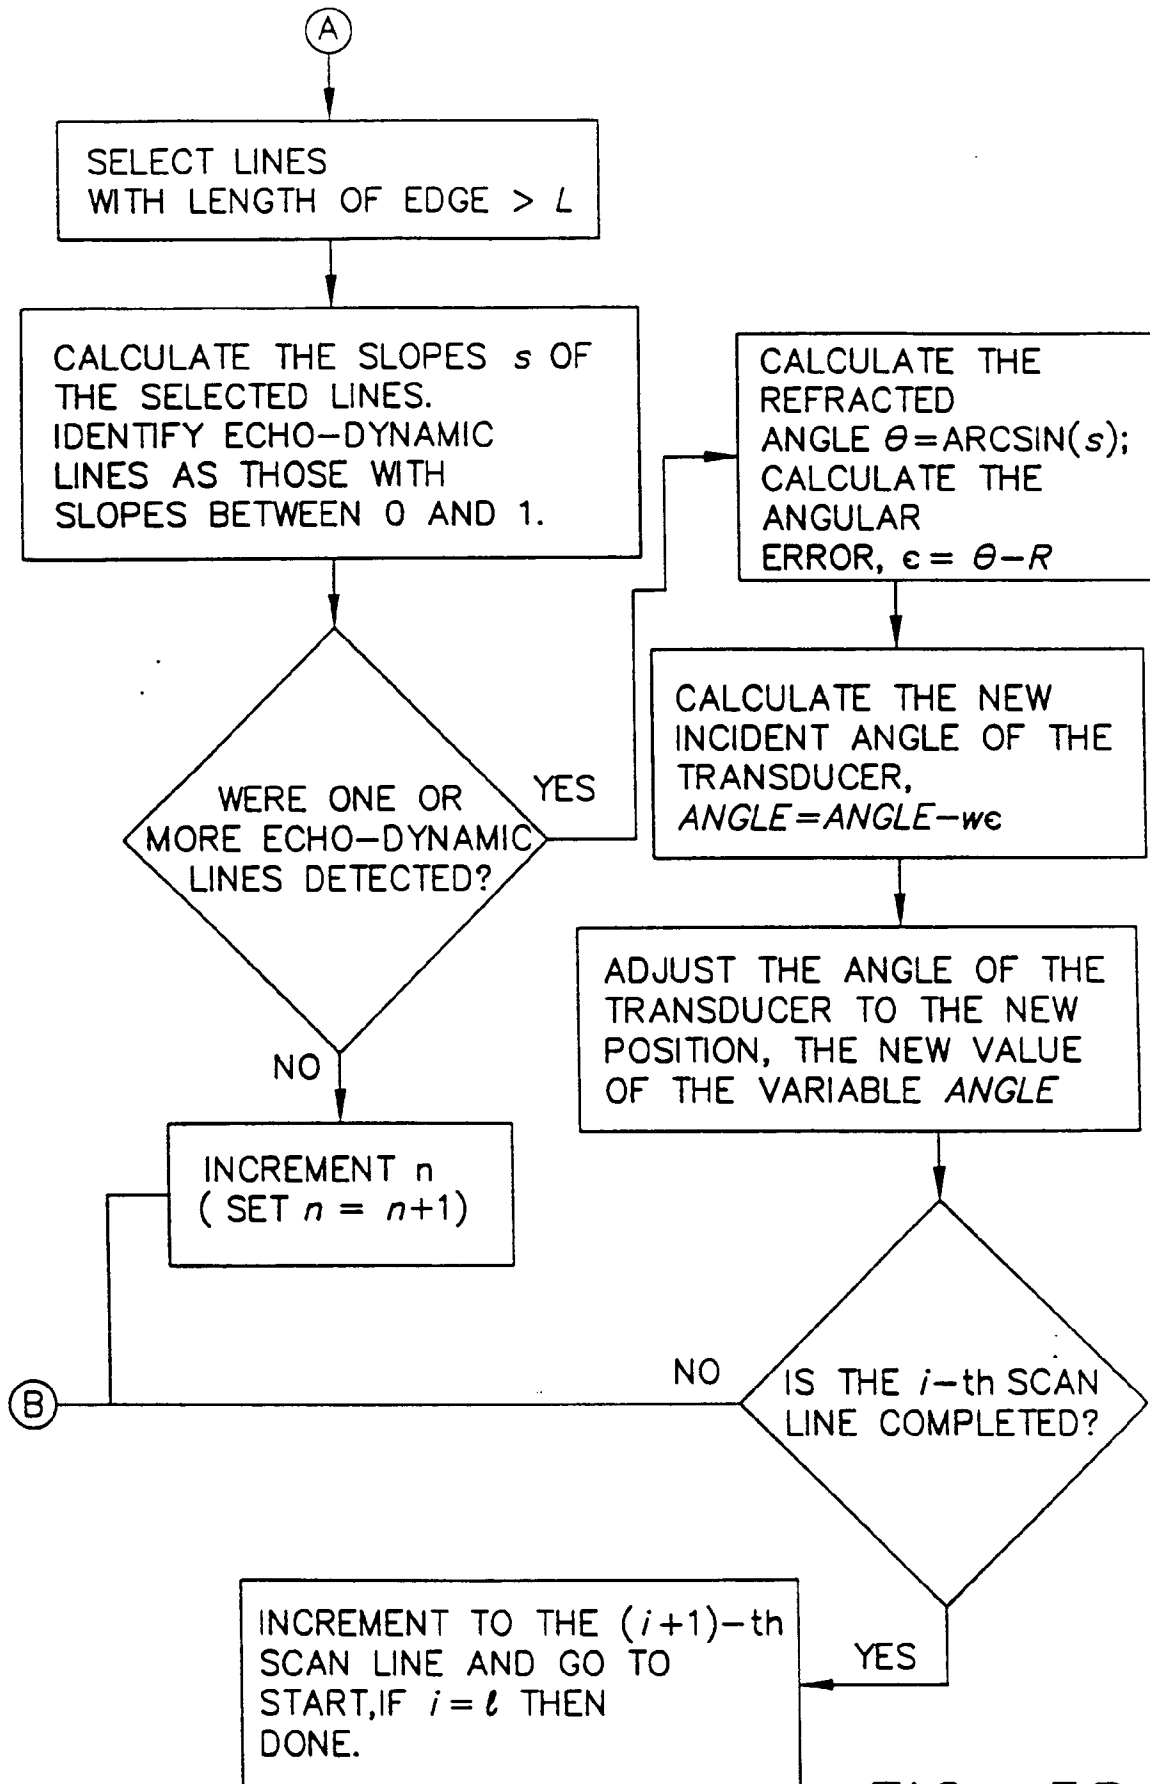 A
SELECT LINES
WITH LENGTH OF EDGE > L
CALCULATE THE SLOPES s OF
THE SELECTED LINES.
IDENTIFY ECHO-DYNAMIC
LINES AS THOSE WITH
SLOPES BETWEEN 0 AND 1.
WERE ONE OR
MORE ECHO-DYNAMIC
LINES DETECTED?
YES
NO
INCREMENT n
( SET n = n+1)
CALCULATE THE
REFRACTED
ANGLE θ=ARCSIN(s);
CALCULATE THE
ANGULAR
ERROR, ϵ = θ-R
CALCULATE THE NEW
INCIDENT ANGLE OF THE
TRANSDUCER,
ANGLE=ANGLE-wϵ
ADJUST THE ANGLE OF THE
TRANSDUCER TO THE NEW
POSITION, THE NEW VALUE
OF THE VARIABLE ANGLE
IS THE i-th SCAN
LINE COMPLETED?
NO
B
YES
INCREMENT TO THE (i+1)-th
SCAN LINE AND GO TO
START,IF i = ℓ THEN
DONE.